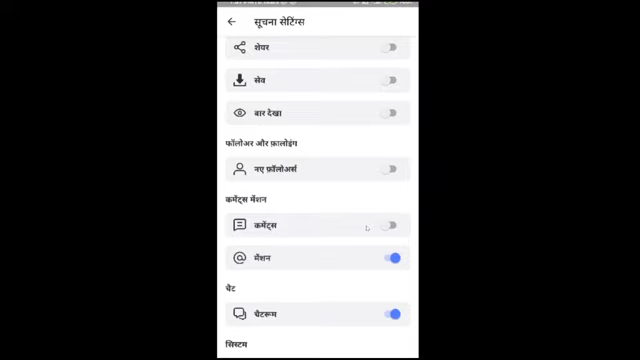 सूचना सेटिंग्स
शेयर
सेव
बार देखा
फॉलोअर और फ़ालोइंग
नए फ़ॉलोअर्स
कमेंट्स मेंशन
कमेंट्स
मेंशन
चैट
चैटरूम
सिस्टम